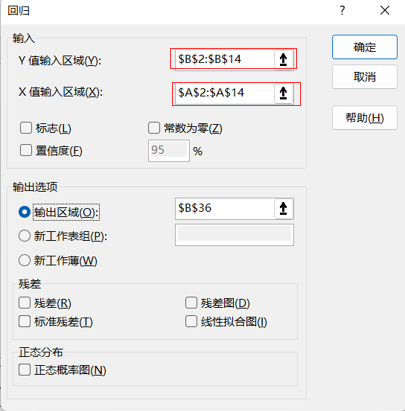 回归
? ×
输入
Y 值输入区域(Y): $B$2:$B$14
X 值输入区域(X): $A$2:$A$14
标志(L) 常数为零(Z)
置信度(F) 95 %
确定
取消
帮助(H)
输出选项
输出区域(O): $B$36
新工作表组(P):
新工作簿(W)
残差
残差(R) 残差图(D)
标准残差(T) 线性拟合图(I)
正态分布
正态概率图(N)